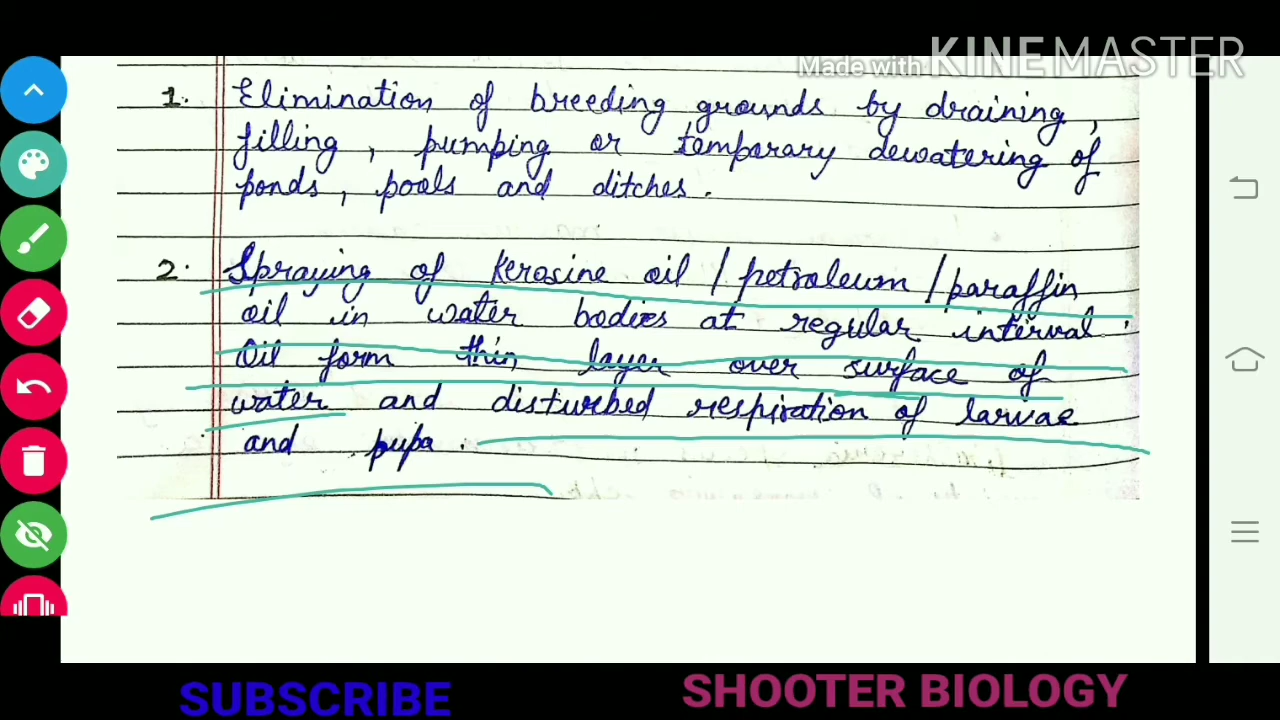 Made with KINEMASTER
1. Elimination of breeding grounds by draining,
filling, pumping or temporary dewatering of
ponds, pools and ditches.
2. Spraying of Kerosine oil / petroleum / paraffin
oil in water bodies at regular interval.
Oil form thin layer over surface of
water and disturbed respiration of larvae
and pupa.
SUBSCRIBE
SHOOTER BIOLOGY